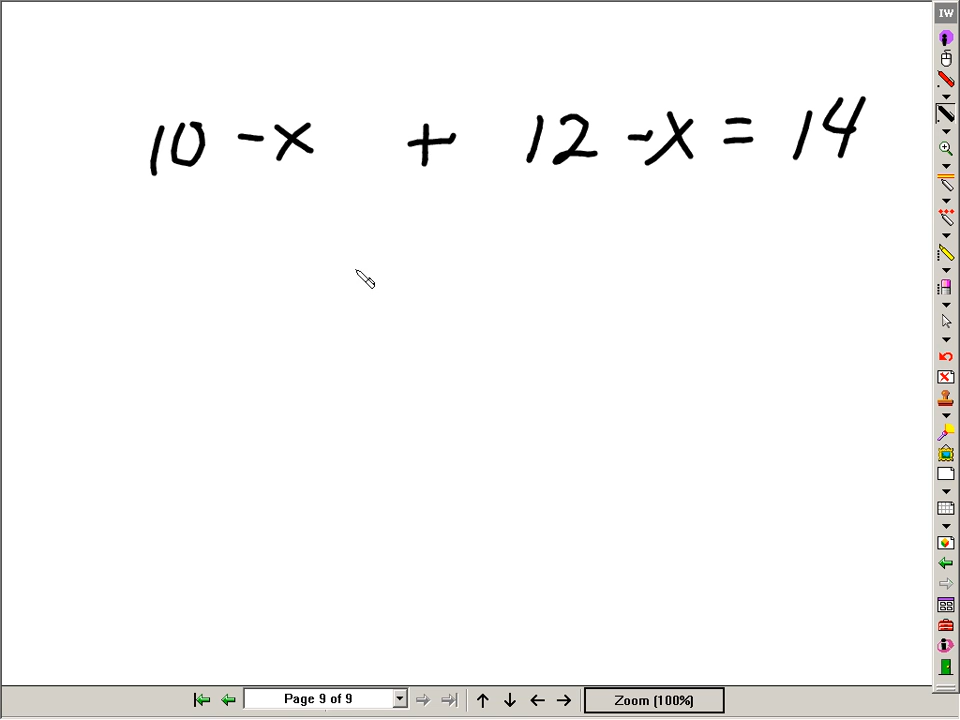 IW
10 -x + 12 -x = 14
Page 9 of 9
Zoom (100%)